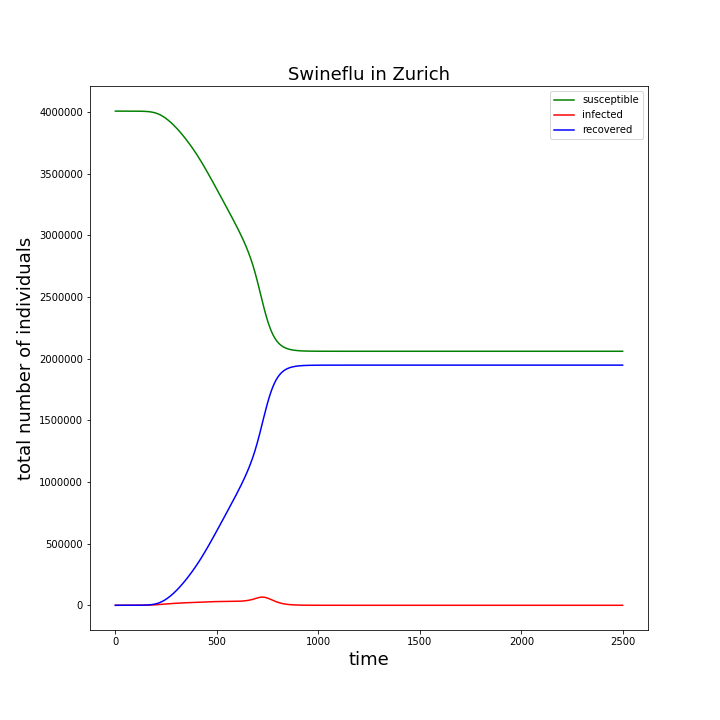 Swineflu in Zurich
susceptible
infected
recovered
total number of individuals
4000000
3500000
3000000
2500000
2000000
1500000
1000000
500000
0
0 500 1000 1500 2000 2500
time